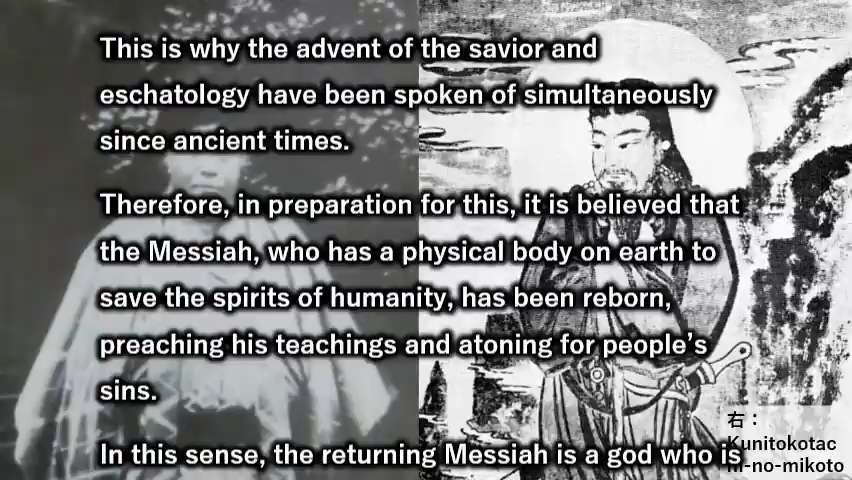 This is why the advent of the savior and
eschatology have been spoken of simultaneously
since ancient times.
Therefore, in preparation for this, it is believed that
the Messiah, who has a physical body on earth to
save the spirits of humanity, has been reborn,
preaching his teachings and atoning for people's
sins.
In this sense, the returning Messiah is a god who is
右：
Kunitokotac
hi-no-mikoto